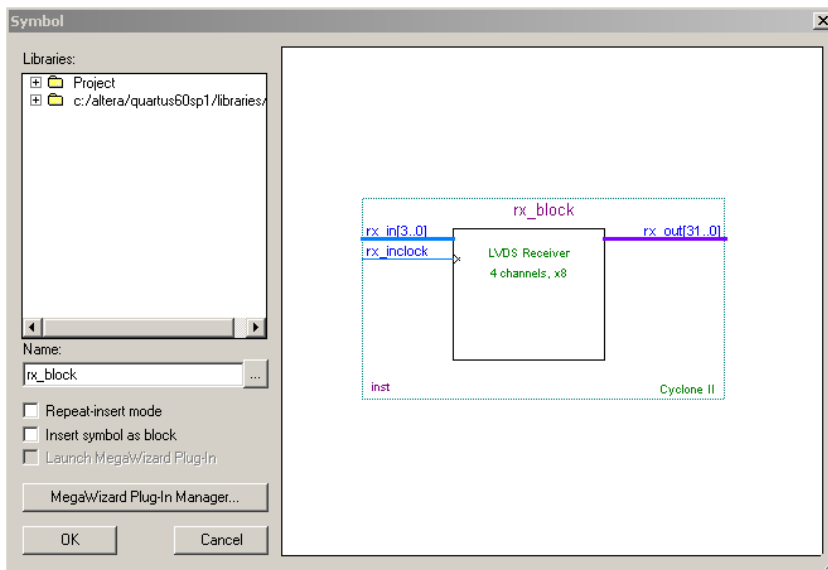 Symbol
Libraries:
Project
c:/altera/quartus60sp1/libraries/
Name:
rx_block
...
Repeat-insert mode
Insert symbol as block
Launch MegaWizard Plug-In
MegaWizard Plug-In Manager...
OK
Cancel
rx_block
rx_in[3..0]
rx_out[31..0]
rx_inclock
LVDS Receiver
4 channels, x8
inst
Cyclone II